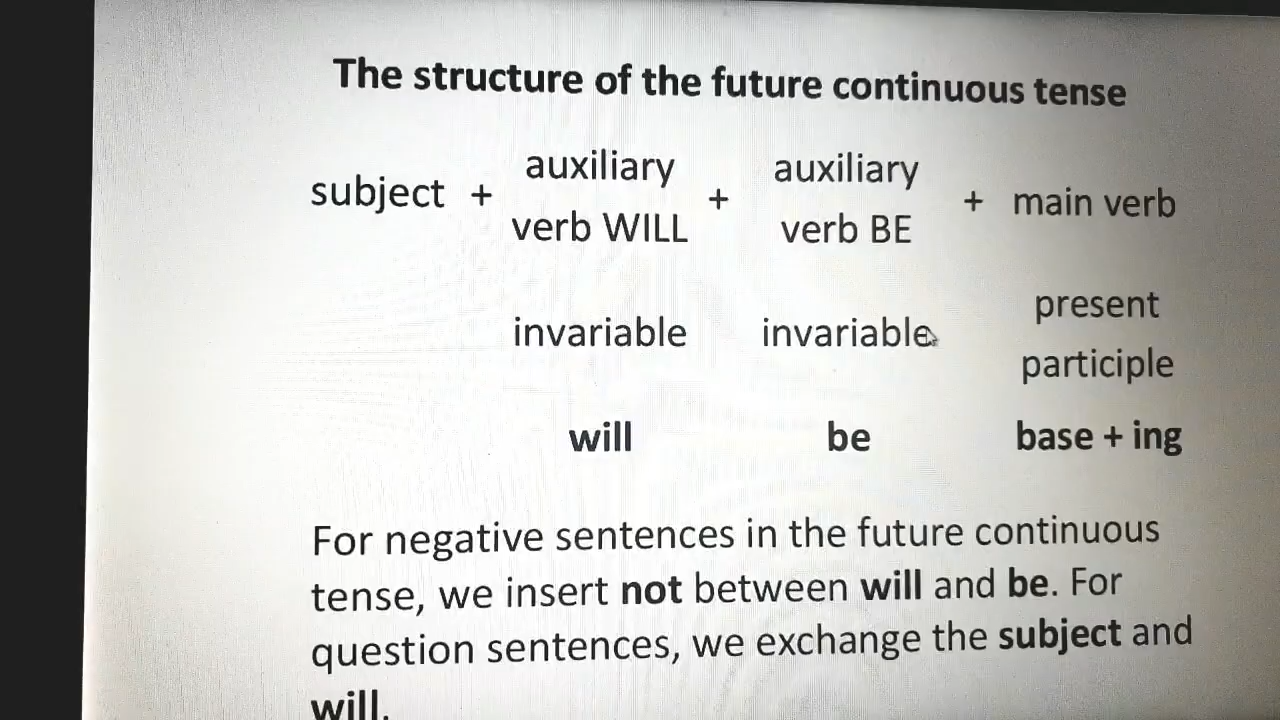 The structure of the future continuous tense
subject + auxiliary verb WILL + auxiliary verb BE + main verb
invariable invariable present participle
will be base + ing
For negative sentences in the future continuous
tense, we insert not between will and be. For
question sentences, we exchange the subject and
will.